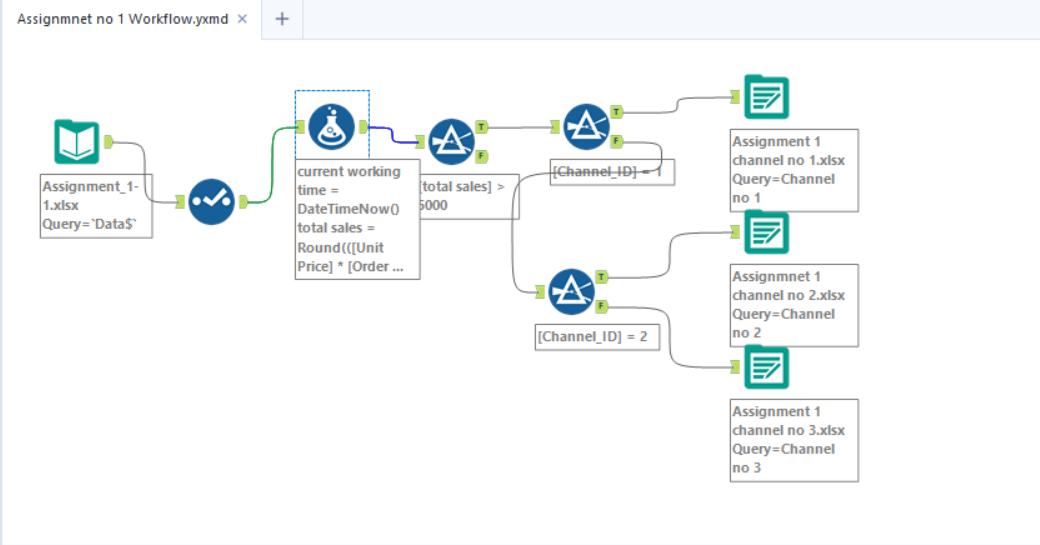 Assignmnet no 1 Workflow.yxmd × +
Assignment_1-
1.xlsx
Query=`Data$`
current working
time =
DateTimeNow()
total sales =
Round(([Unit
Price] * [Order ...
T
F
[total sales] >
5000
T
F
[Channel_ID] = 1
T
F
[Channel_ID] = 2
Assignment 1
channel no 1.xlsx
Query=Channel
no 1
Assignmnet 1
channel no 2.xlsx
Query=Channel
no 2
Assignment 1
channel no 3.xlsx
Query=Channel
no 3